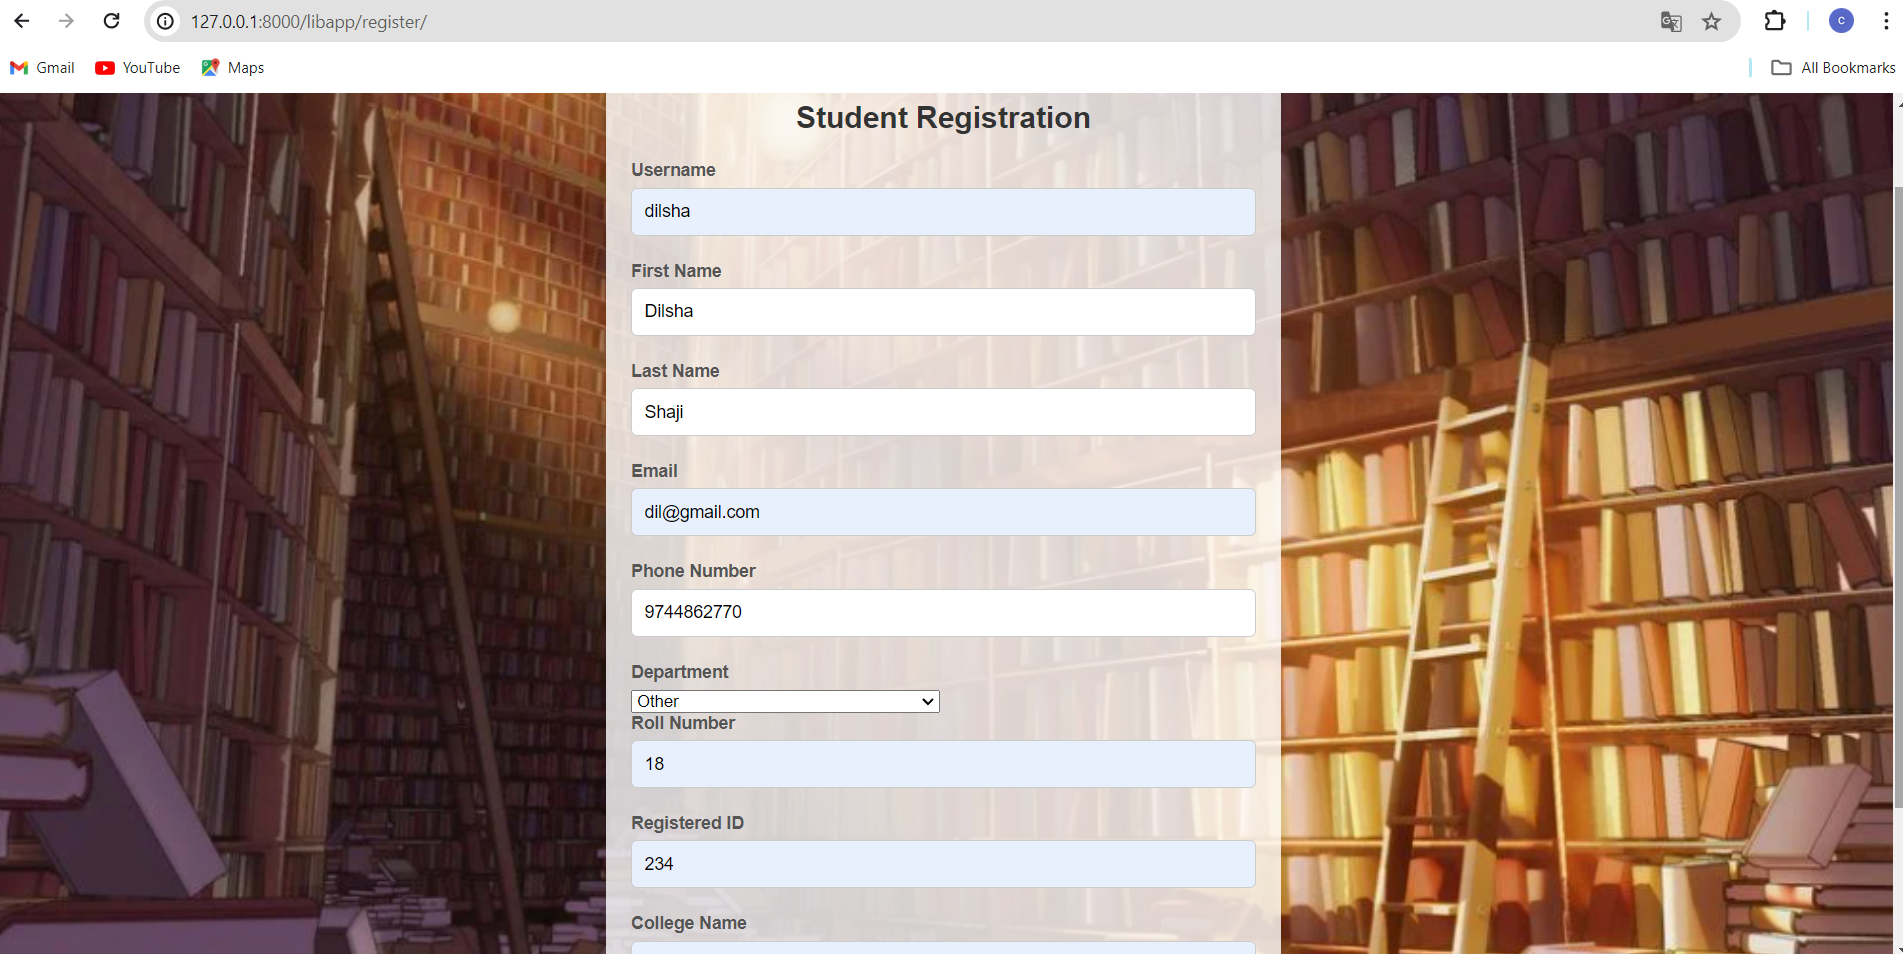 127.0.0.1:8000/libapp/register/
C
Gmail YouTube Maps All Bookmarks
Student Registration
Username
dilsha
First Name
Dilsha
Last Name
Shaji
Email
dil@gmail.com
Phone Number
9744862770
Department
Other
Roll Number
18
Registered ID
234
College Name